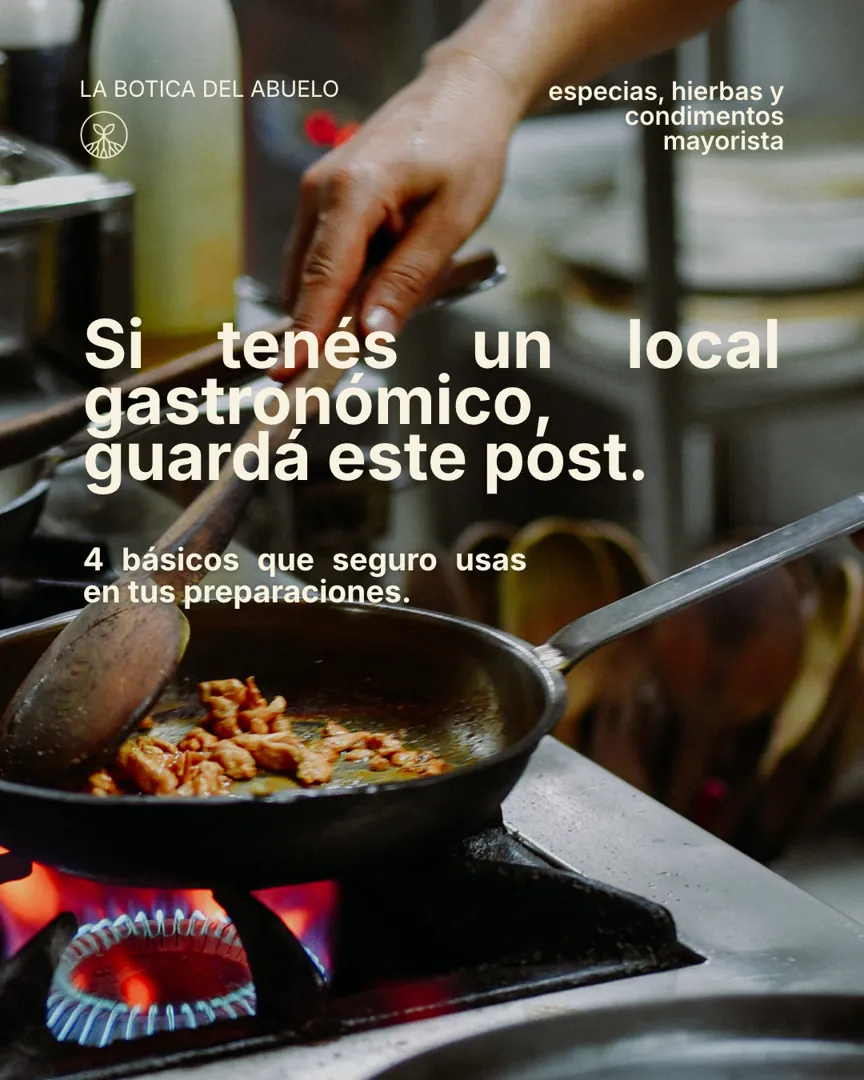 LA BOTICA DEL ABUELO
especias, hierbas y
condimentos
mayorista
Si tenés un local
gastronómico,
guardá este post.
4 básicos que seguro usas
en tus preparaciones.